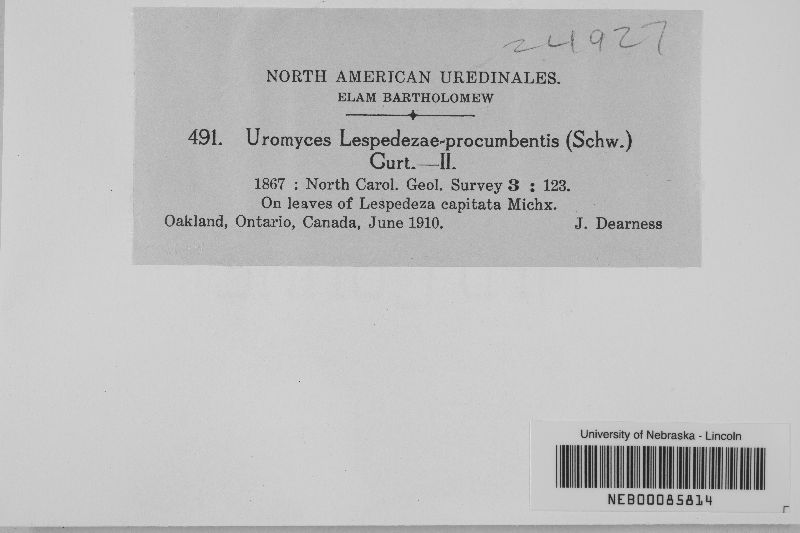 24927
NORTH AMERICAN UREDINALES.
ELAM BARTHOLOMEW
491. Uromyces Lespedezae-procumbentis (Schw.)
Curt.—II.
1867 : North Carol. Geol. Survey 3 : 123.
On leaves of Lespedeza capitata Michx.
Oakland, Ontario, Canada, June 1910. J. Dearness
University of Nebraska - Lincoln
NEB00085814